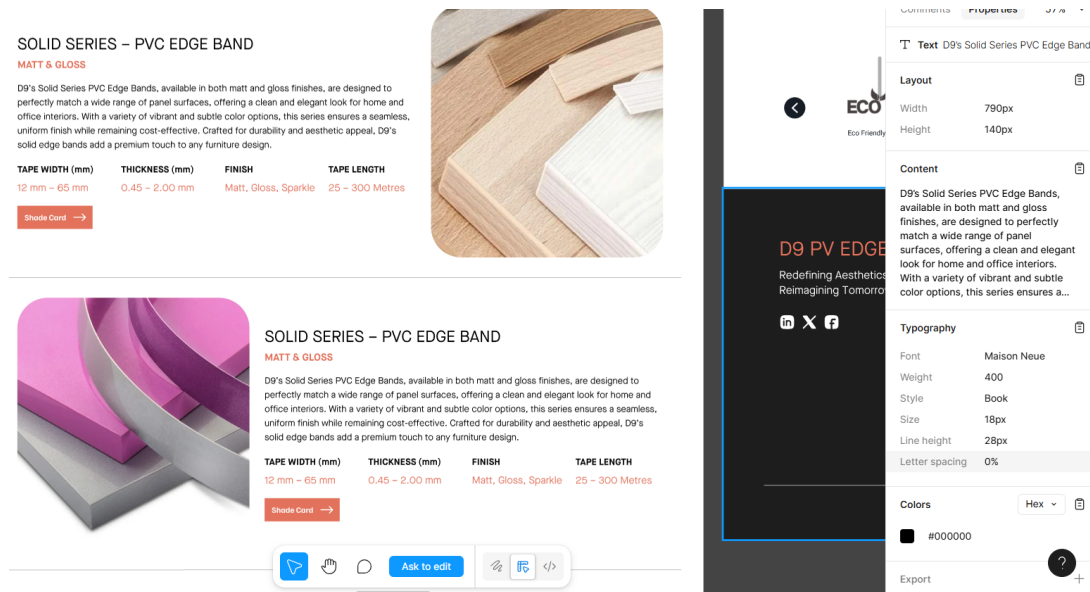 SOLID SERIES – PVC EDGE BAND
MATT & GLOSS
D9's Solid Series PVC Edge Bands, available in both matt and gloss finishes, are designed to
perfectly match a wide range of panel surfaces, offering a clean and elegant look for home and
office interiors. With a variety of vibrant and subtle color options, this series ensures a seamless,
uniform finish while remaining cost-effective. Crafted for durability and aesthetic appeal, D9's
solid edge bands add a premium touch to any furniture design.
TAPE WIDTH (mm) THICKNESS (mm) FINISH TAPE LENGTH
12 mm – 65 mm 0.45 – 2.00 mm Matt, Gloss, Sparkle 25 – 300 Metres
Shade Card
SOLID SERIES – PVC EDGE BAND
MATT & GLOSS
D9's Solid Series PVC Edge Bands, available in both matt and gloss finishes, are designed to
perfectly match a wide range of panel surfaces, offering a clean and elegant look for home and
office interiors. With a variety of vibrant and subtle color options, this series ensures a seamless,
uniform finish while remaining cost-effective. Crafted for durability and aesthetic appeal, D9's
solid edge bands add a premium touch to any furniture design.
TAPE WIDTH (mm) THICKNESS (mm) FINISH TAPE LENGTH
12 mm – 65 mm 0.45 – 2.00 mm Matt, Gloss, Sparkle 25 – 300 Metres
Shade Card
Ask to edit
ECO
Eco Friendly
D9 PV EDGE
Redefining Aesthetics
Reimagining Tomorro
Comments Properties 57%
Text D9's Solid Series PVC Edge Band
Layout
Width 790px
Height 140px
Content
D9's Solid Series PVC Edge Bands,
available in both matt and gloss
finishes, are designed to perfectly
match a wide range of panel
surfaces, offering a clean and elegant
look for home and office interiors.
With a variety of vibrant and subtle
color options, this series ensures a...
Typography
Font Maison Neue
Weight 400
Style Book
Size 18px
Line height 28px
Letter spacing 0%
Colors Hex
#000000
Export